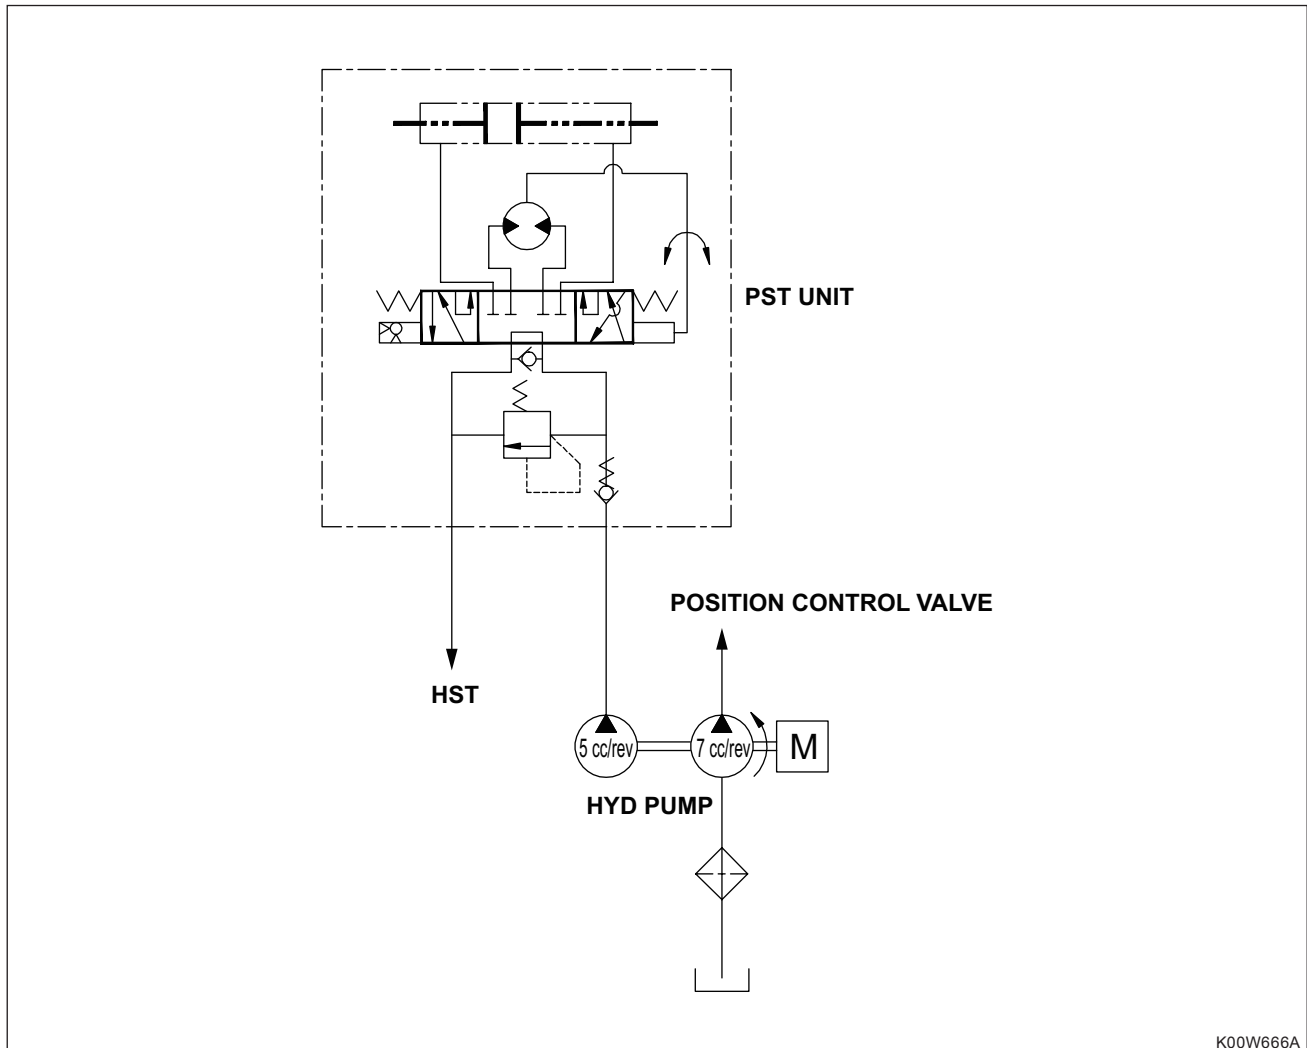 PST UNIT
POSITION CONTROL VALVE
HST
5 cc/rev
7 cc/rev
M
HYD PUMP
K00W666A